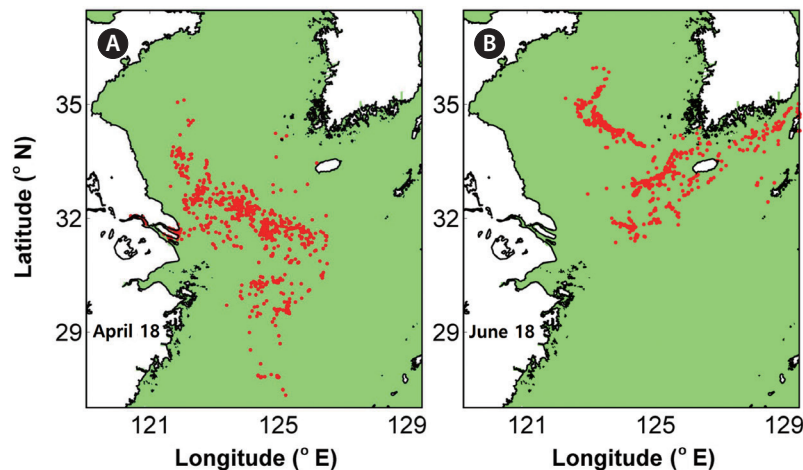 A
B
Latitude (° N)
35
32
29
35
32
29
April 18
June 18
121
125
129
121
125
129
Longitude (° E)
Longitude (° E)